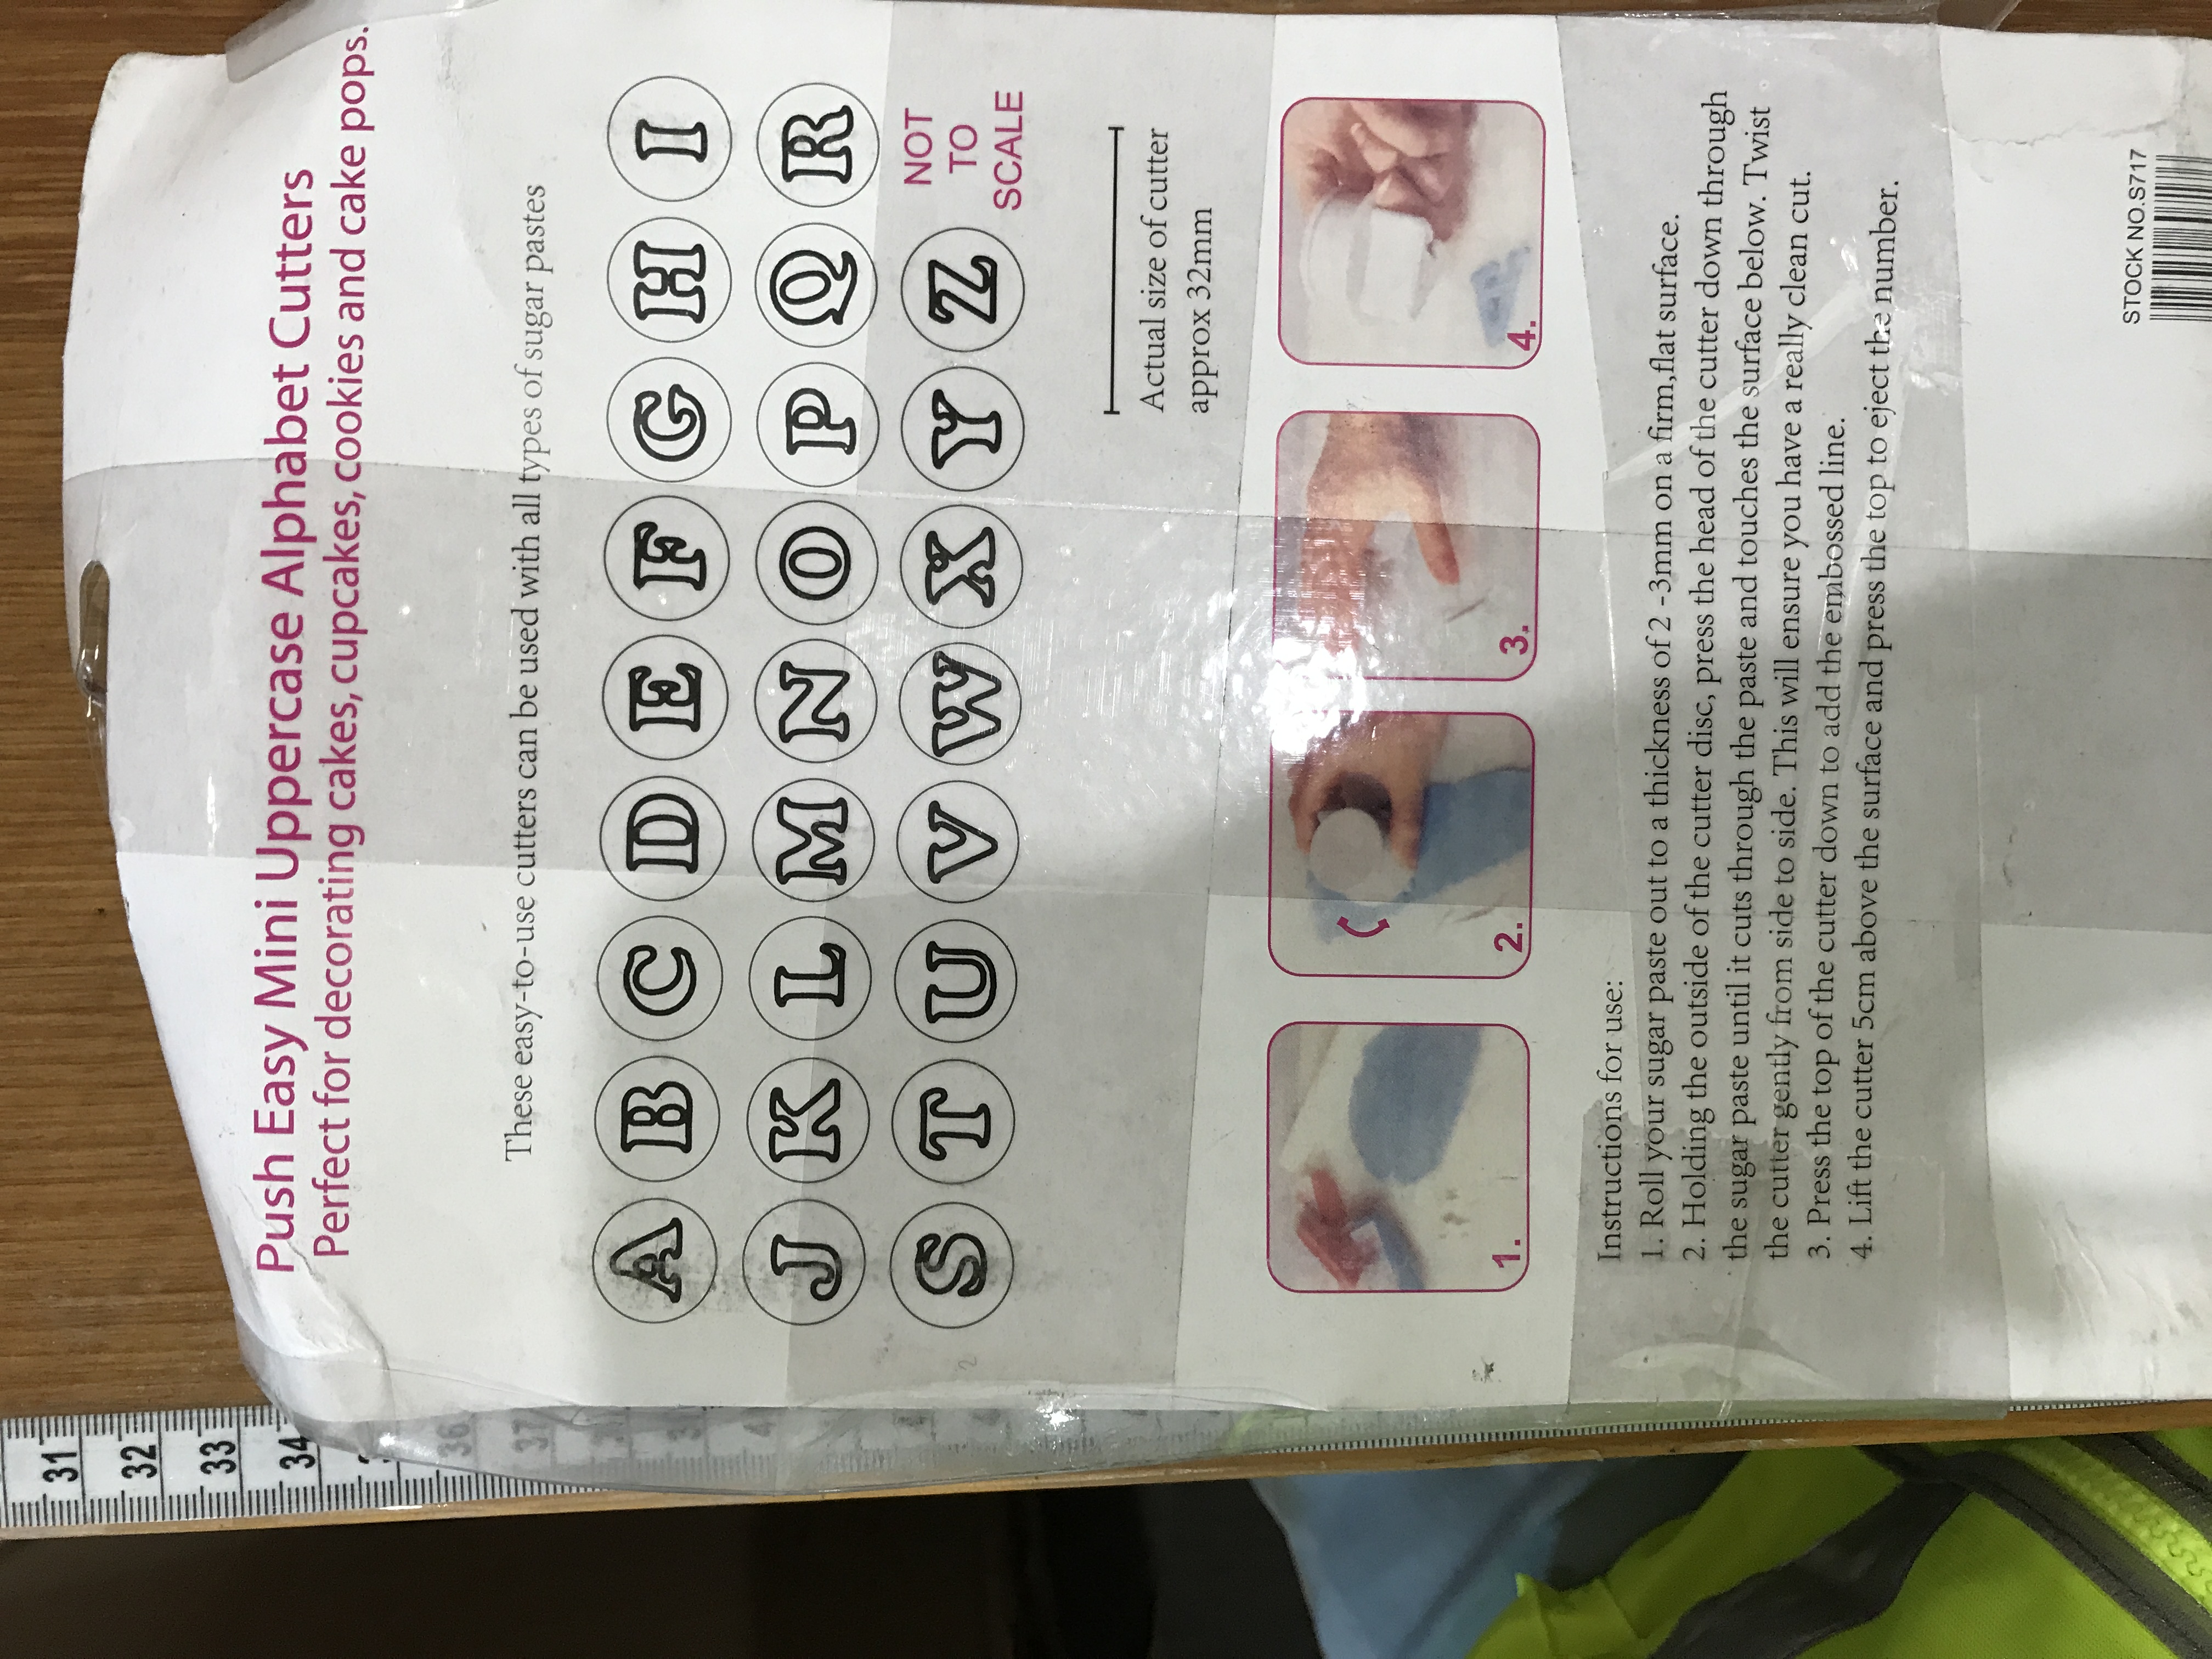 Push Easy Mini Uppercase Alphabet Cutters
Perfect for decorating cakes, cupcakes, cookies and cake pops.
These easy-to-use cutters can be used with all types of sugar pastes
A B C D E F G H I
J K L M N O P Q R
S T U V W X Y Z
NOT
TO
SCALE
Actual size of cutter
approx 32mm
1.
2.
3.
4.
Instructions for use:
1. Roll your sugar paste out to a thickness of 2 -3mm on a firm,flat surface.
2. Holding the outside of the cutter disc, press the head of the cutter down through
the sugar paste until it cuts through the paste and touches the surface below. Twist
the cutter gently from side to side. This will ensure you have a really clean cut.
3. Press the top of the cutter down to add the embossed line.
4. Lift the cutter 5cm above the surface and press the top to eject the number.
STOCK NO.S717
31
32
33
34
36
37